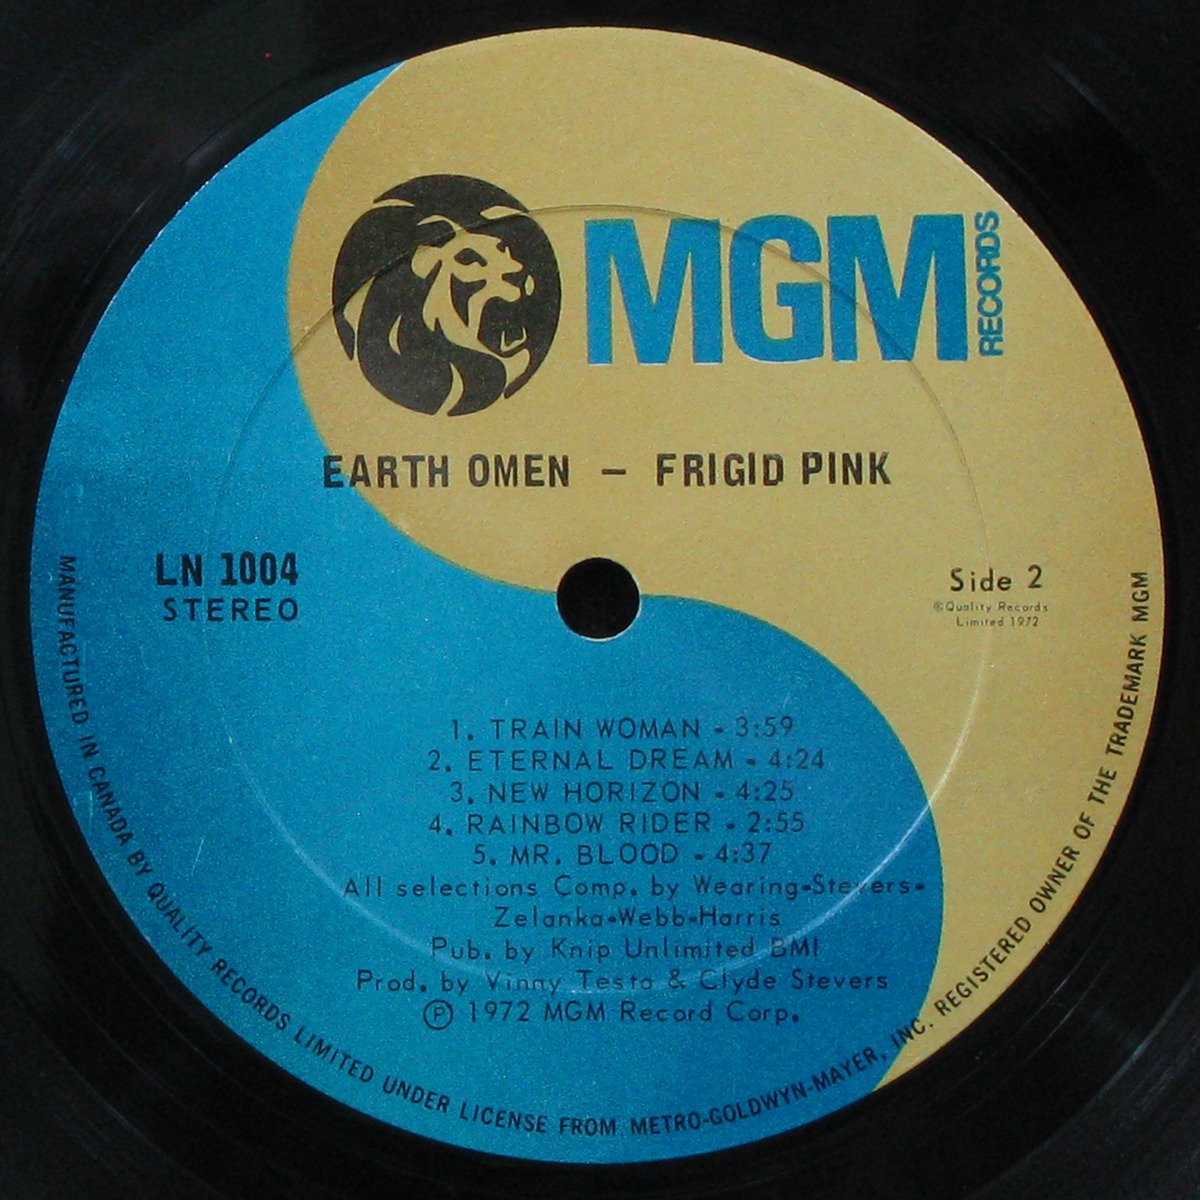 MGM RECORDS
EARTH OMEN – FRIGID PINK
LN 1004
STEREO
Side 2
©Quality Records
Limited 1972
1. TRAIN WOMAN - 3:59
2. ETERNAL DREAM - 4:24
3. NEW HORIZON - 4:25
4. RAINBOW RIDER - 2:55
5. MR. BLOOD - 4:37
All selections Comp. by Wearing-Stevers-
Zelanka-Webb-Harris
Pub. by Knip Unlimited BMI
Prod. by Vinny Testa & Clyde Stevers
℗ 1972 MGM Record Corp.
MANUFACTURED IN CANADA BY QUALITY RECORDS LIMITED UNDER LICENSE FROM METRO-GOLDWYN-MAYER, INC. REGISTERED OWNER OF THE TRADEMARK MGM